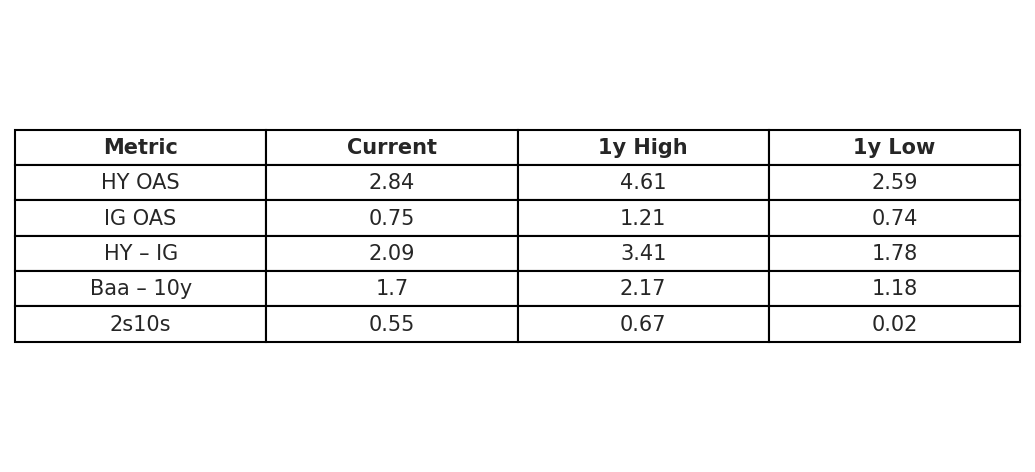 Metric Current 1y High 1y Low
HY OAS 2.84 4.61 2.59
IG OAS 0.75 1.21 0.74
HY – IG 2.09 3.41 1.78
Baa – 10y 1.7 2.17 1.18
2s10s 0.55 0.67 0.02